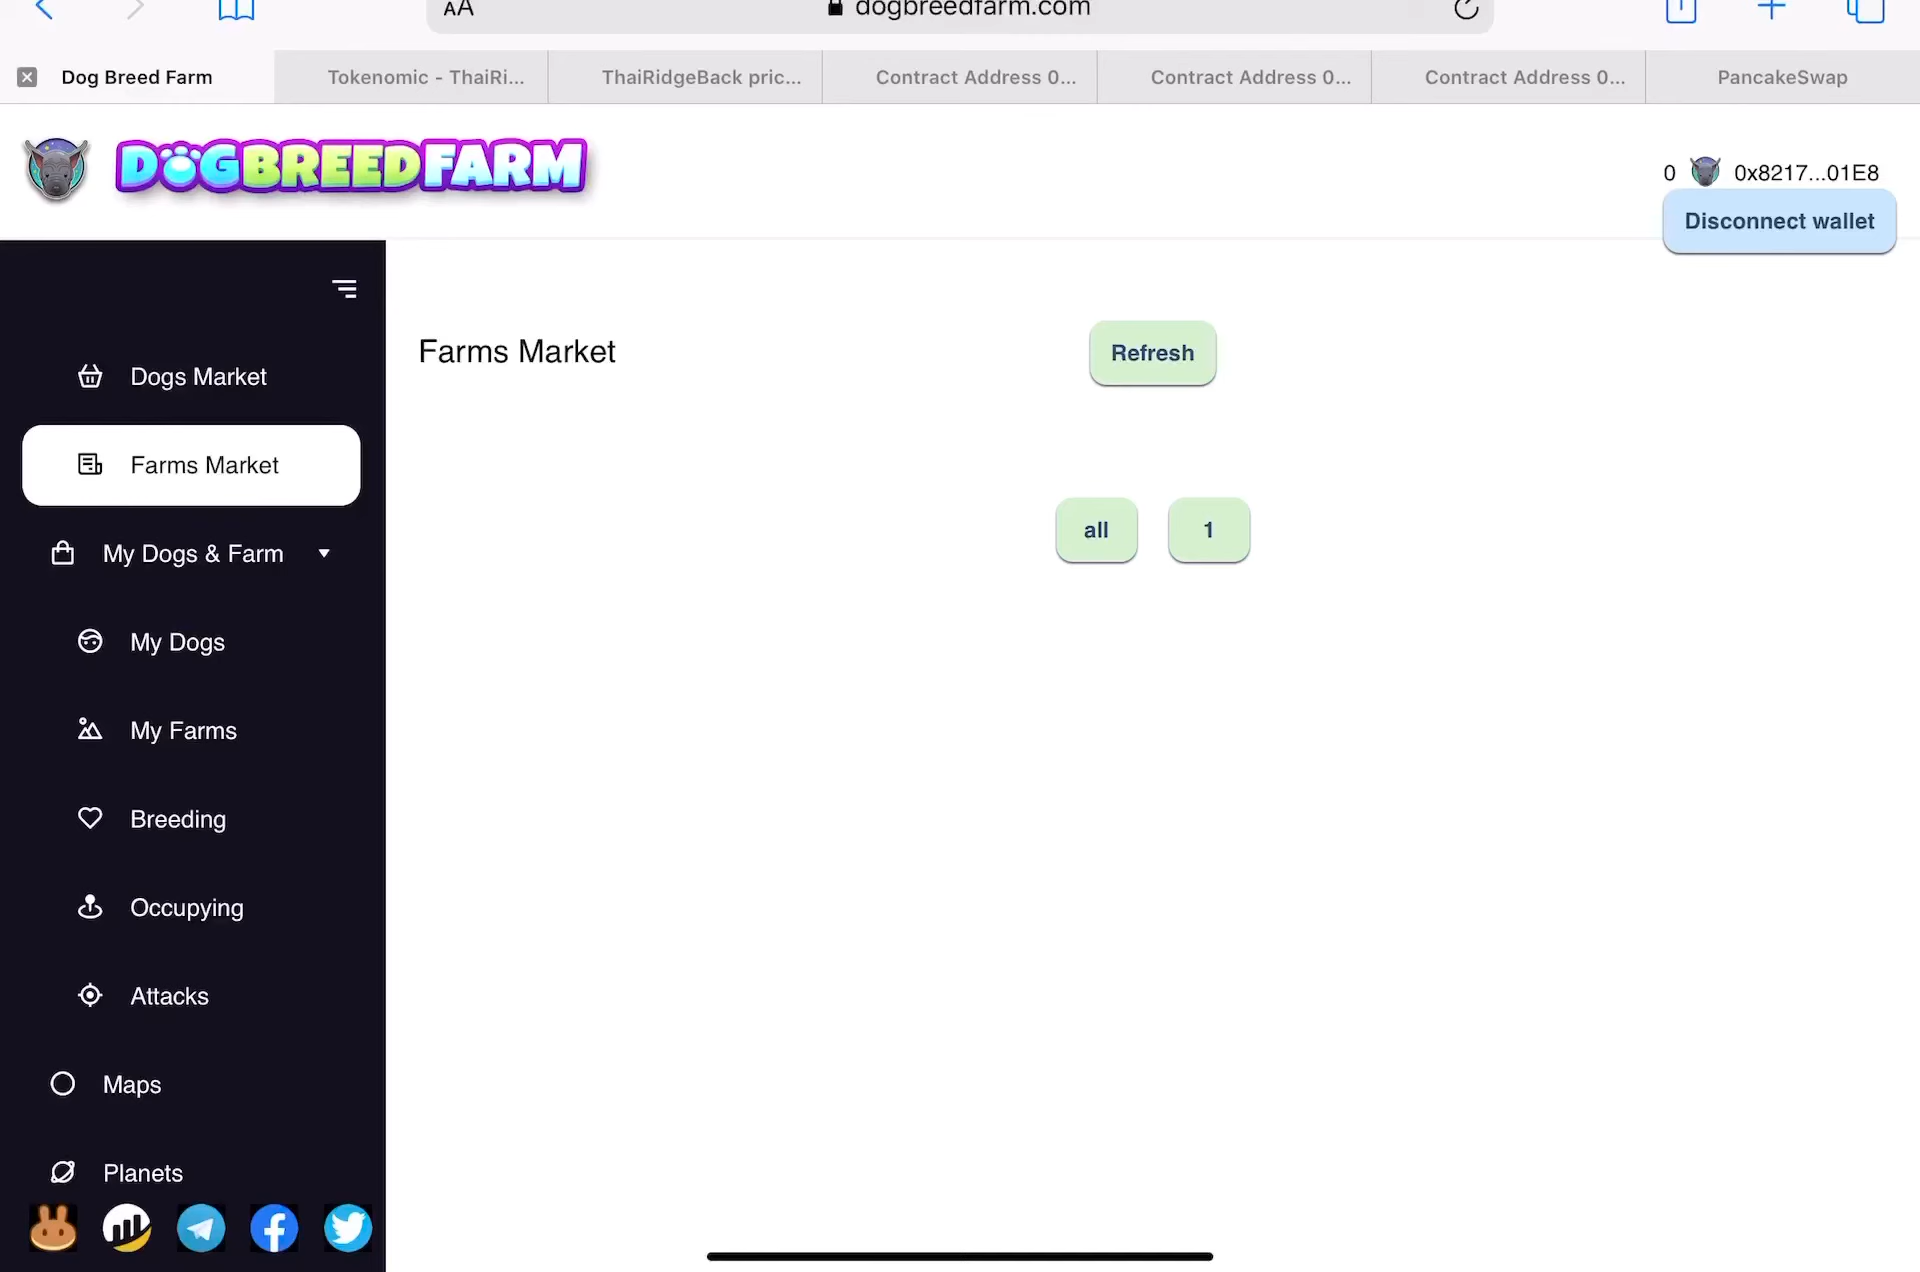 AA dogbreedfarm.com
Dog Breed Farm Tokenomic - ThaiRi... ThaiRidgeBack pric... Contract Address 0... Contract Address 0... Contract Address 0... PancakeSwap
DOGBREEDFARM
0 0x8217...01E8
Disconnect wallet
Farms Market
Refresh
all 1
Dogs Market
Farms Market
My Dogs & Farm
My Dogs
My Farms
Breeding
Occupying
Attacks
Maps
Planets